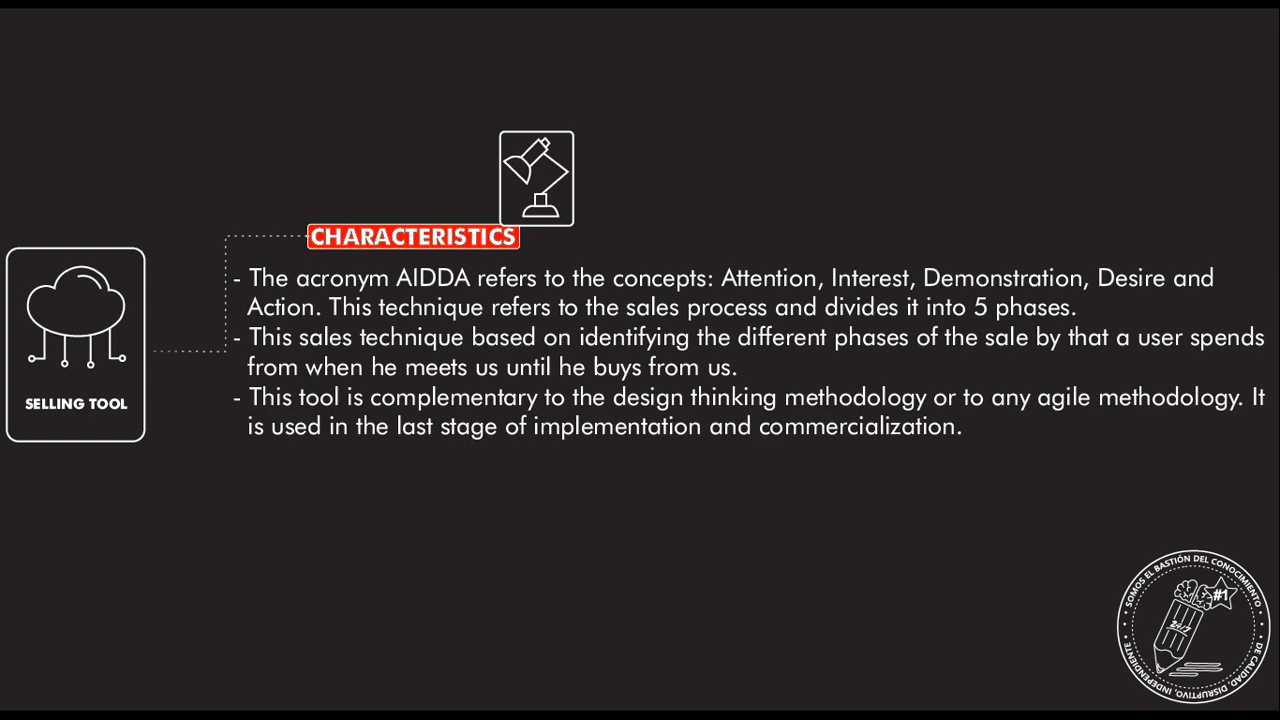 CHARACTERISTICS
- The acronym AIDDA refers to the concepts: Attention, Interest, Demonstration, Desire and
Action. This technique refers to the sales process and divides it into 5 phases.
- This sales technique based on identifying the different phases of the sale by that a user spends
from when he meets us until he buys from us.
- This tool is complementary to the design thinking methodology or to any agile methodology. It
is used in the last stage of implementation and commercialization.
SELLING TOOL
SOMOS EL BASTIÓN DEL CONOCIMIENTO
#1
24/7
DE CALIDAD, DISRUPTIVO, INDEPENDIENTE